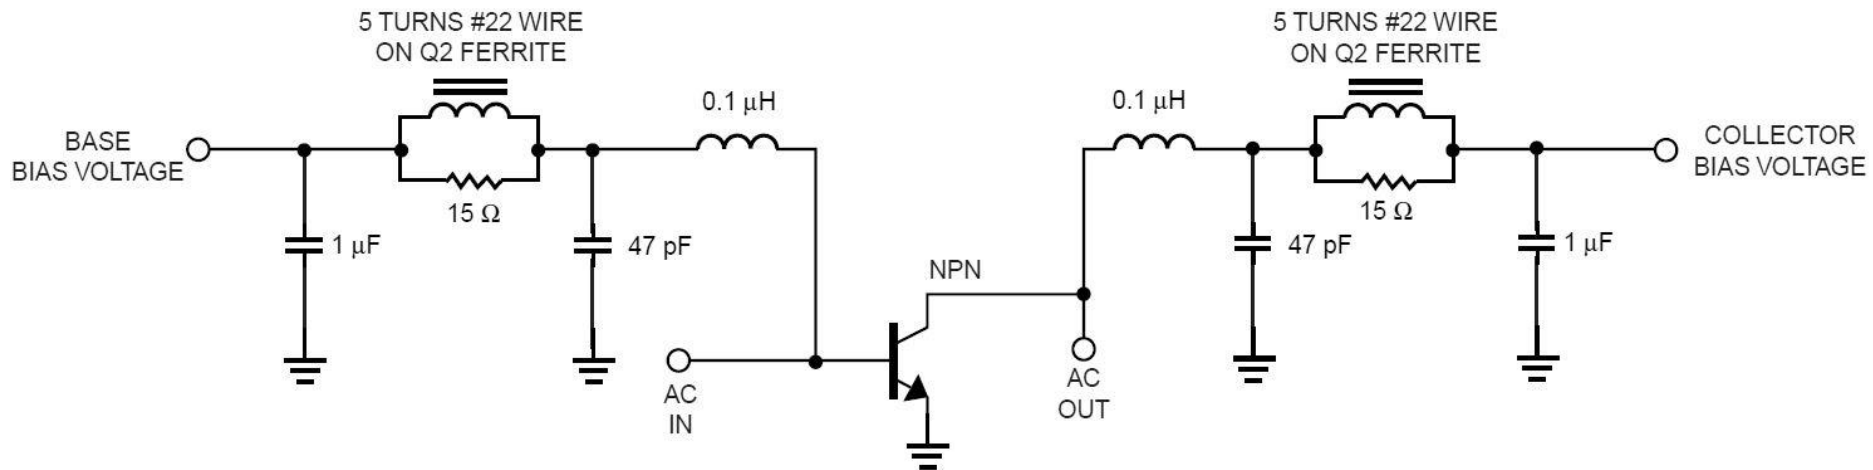 5 TURNS #22 WIRE
ON Q2 FERRITE
5 TURNS #22 WIRE
ON Q2 FERRITE
0.1 μH
0.1 μH
BASE
BIAS VOLTAGE
COLLECTOR
BIAS VOLTAGE
15 Ω
15 Ω
1 μF
47 pF
47 pF
1 μF
NPN
AC
IN
AC
OUT